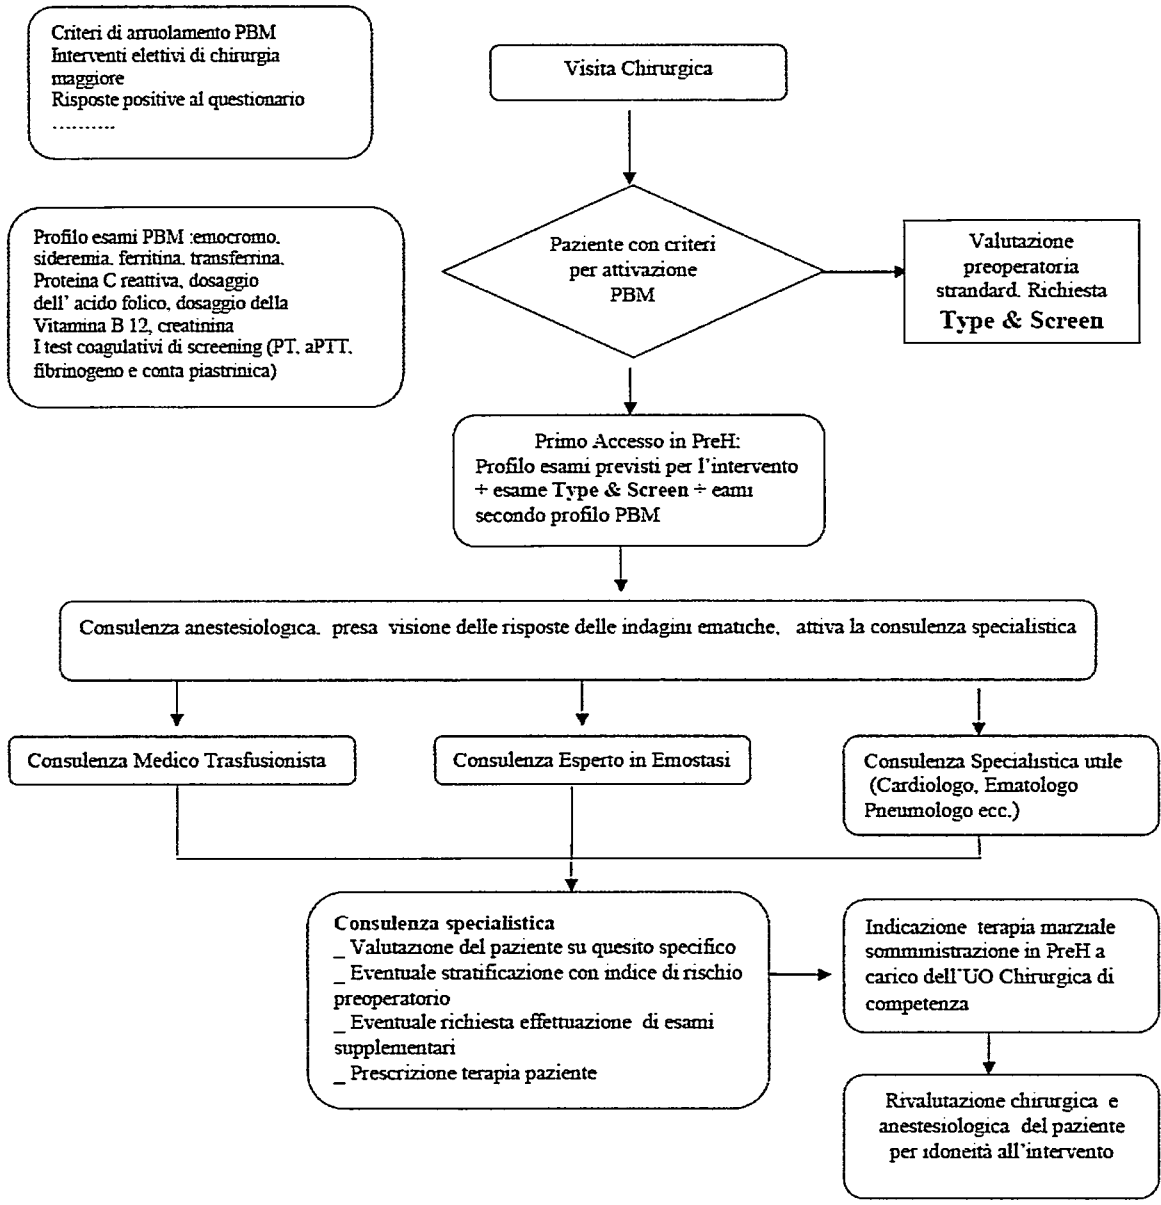 Criteri di arruolamento PBM
Interventi elettivi di chirurgia
maggiore
Risposte positive al questionario
..........
Visita Chirurgica
Profilo esami PBM :emocromo,
sideremia, ferritina, transferrina,
Proteina C reattiva, dosaggio
dell' acido folico, dosaggio della
Vitamina B 12, creatinina
I test coagulativi di screening (PT, aPTT,
fibrinogeno e conta piastrinica)
Paziente con criteri
per attivazione
PBM
Valutazione
preoperatoria
strandard. Richiesta
Type & Screen
Primo Accesso in PreH:
Profilo esami previsti per l'intervento
+ esame Type & Screen + eami
secondo profilo PBM
Consulenza anestesiologica. presa visione delle risposte delle indagini ematiche, attiva la consulenza specialistica
Consulenza Medico Trasfusionista
Consulenza Esperto in Emostasi
Consulenza Specialistica utile
(Cardiologo, Ematologo
Pneumologo ecc.)
Consulenza specialistica
_ Valutazione del paziente su quesito specifico
_ Eventuale stratificazione con indice di rischio
preoperatorio
_ Eventuale richiesta effettuazione di esami
supplementari
_ Prescrizione terapia paziente
Indicazione terapia marziale
somministrazione in PreH a
carico dell'UO Chirurgica di
competenza
Rivalutazione chirurgica e
anestesiologica del paziente
per idoneità all'intervento